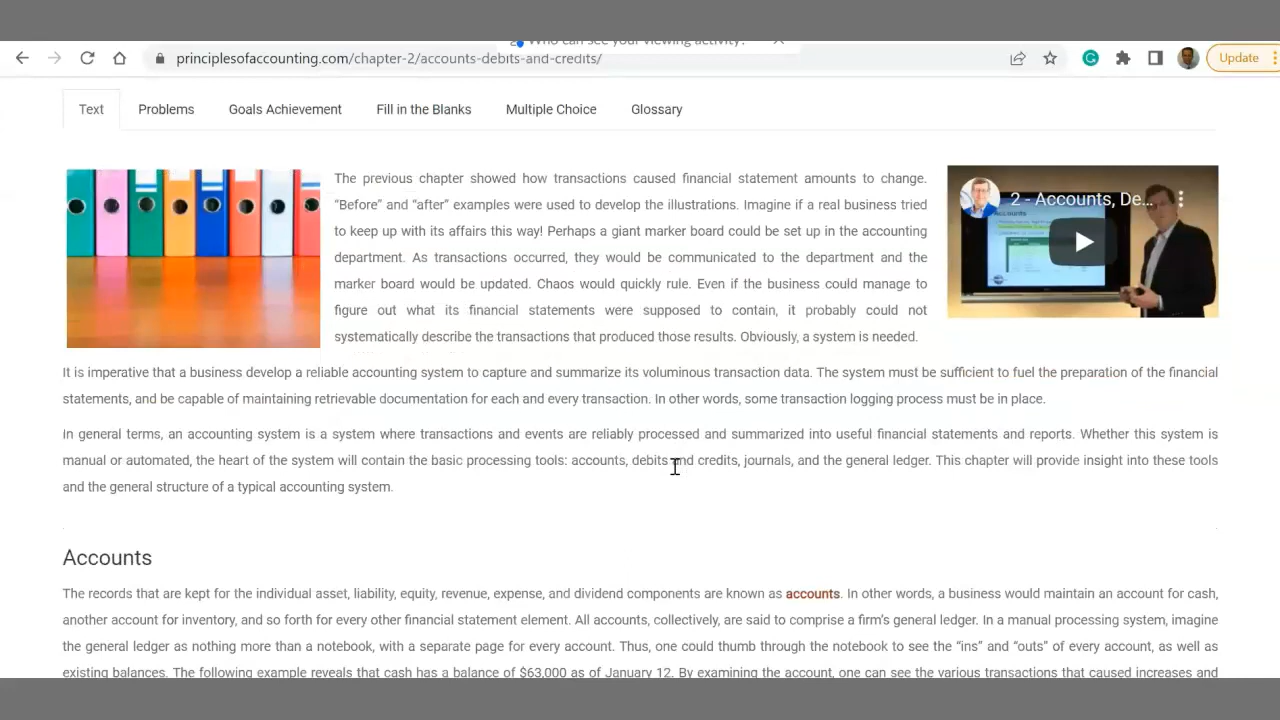 Who can see your viewing activity?
principlesofaccounting.com/chapter-2/accounts-debits-and-credits/
Update
Text Problems Goals Achievement Fill in the Blanks Multiple Choice Glossary
The previous chapter showed how transactions caused financial statement amounts to change.
“Before” and “after” examples were used to develop the illustrations. Imagine if a real business tried
to keep up with its affairs this way! Perhaps a giant marker board could be set up in the accounting
department. As transactions occurred, they would be communicated to the department and the
marker board would be updated. Chaos would quickly rule. Even if the business could manage to
figure out what its financial statements were supposed to contain, it probably could not
systematically describe the transactions that produced those results. Obviously, a system is needed.
2 - Accounts, De...
It is imperative that a business develop a reliable accounting system to capture and summarize its voluminous transaction data. The system must be sufficient to fuel the preparation of the financial
statements, and be capable of maintaining retrievable documentation for each and every transaction. In other words, some transaction logging process must be in place.
In general terms, an accounting system is a system where transactions and events are reliably processed and summarized into useful financial statements and reports. Whether this system is
manual or automated, the heart of the system will contain the basic processing tools: accounts, debits and credits, journals, and the general ledger. This chapter will provide insight into these tools
and the general structure of a typical accounting system.
Accounts
The records that are kept for the individual asset, liability, equity, revenue, expense, and dividend components are known as accounts. In other words, a business would maintain an account for cash,
another account for inventory, and so forth for every other financial statement element. All accounts, collectively, are said to comprise a firm’s general ledger. In a manual processing system, imagine
the general ledger as nothing more than a notebook, with a separate page for every account. Thus, one could thumb through the notebook to see the “ins” and “outs” of every account, as well as
existing balances. The following example reveals that cash has a balance of $63,000 as of January 12. By examining the account, one can see the various transactions that caused increases and